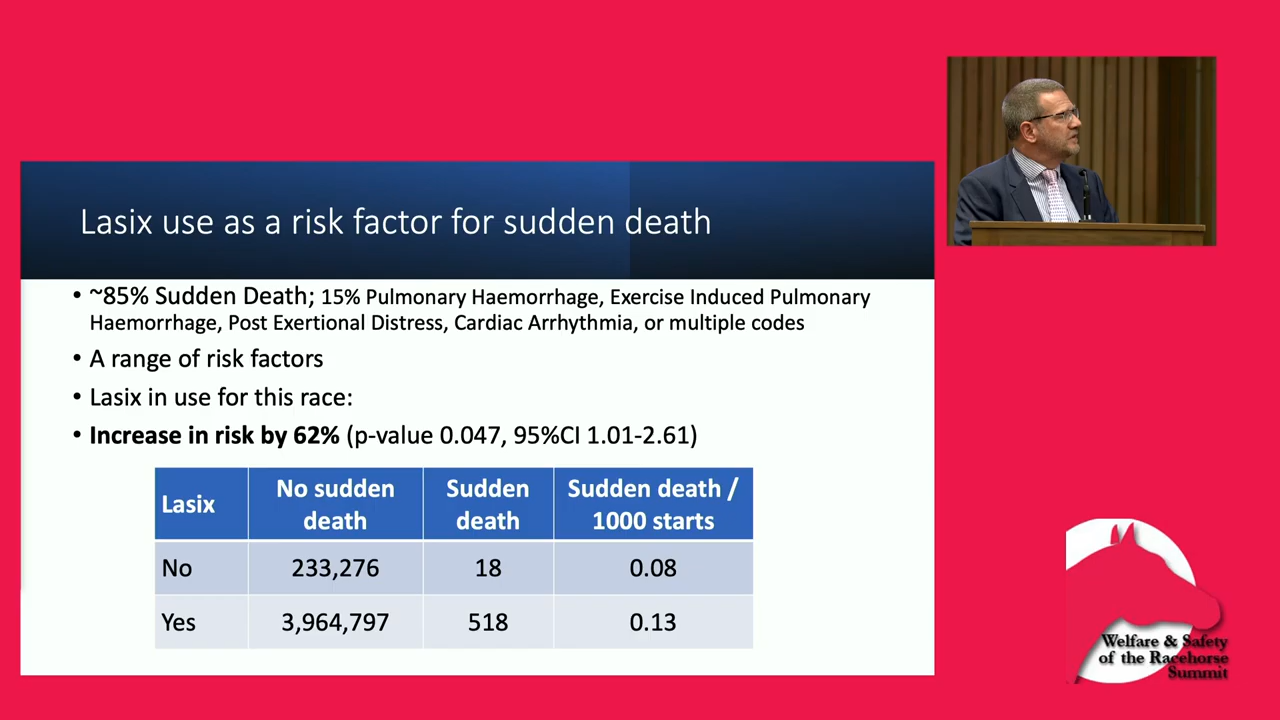 Lasix use as a risk factor for sudden death
• ~85% Sudden Death; 15% Pulmonary Haemorrhage, Exercise Induced Pulmonary
Haemorrhage, Post Exertional Distress, Cardiac Arrhythmia, or multiple codes
• A range of risk factors
• Lasix in use for this race:
• Increase in risk by 62% (p-value 0.047, 95%CI 1.01-2.61)
Lasix No sudden death Sudden death Sudden death / 1000 starts
No 233,276 18 0.08
Yes 3,964,797 518 0.13
Welfare & Safety
of the Racehorse
Summit